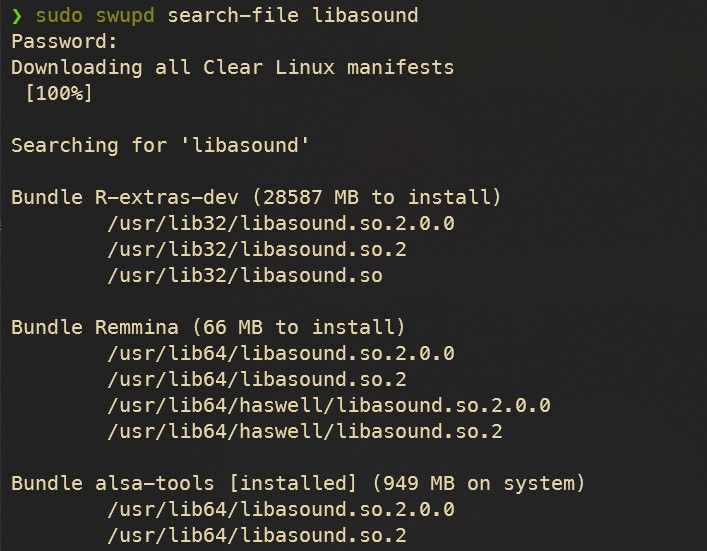 ❯ sudo swupd search-file libasound
Password:
Downloading all Clear Linux manifests
[100%]
Searching for 'libasound'
Bundle R-extras-dev (28587 MB to install)
/usr/lib32/libasound.so.2.0.0
/usr/lib32/libasound.so.2
/usr/lib32/libasound.so
Bundle Remmina (66 MB to install)
/usr/lib64/libasound.so.2.0.0
/usr/lib64/libasound.so.2
/usr/lib64/haswell/libasound.so.2.0.0
/usr/lib64/haswell/libasound.so.2
Bundle alsa-tools [installed] (949 MB on system)
/usr/lib64/libasound.so.2.0.0
/usr/lib64/libasound.so.2